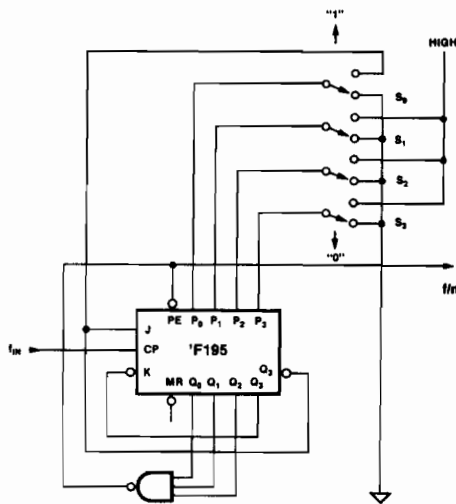 "1"
HIGH
S0
S1
S2
S3
"0"
f/n
PE P0 P1 P2 P3
J
fIN
CP
'F195
K
Q3
MR Q0 Q1 Q2 Q3